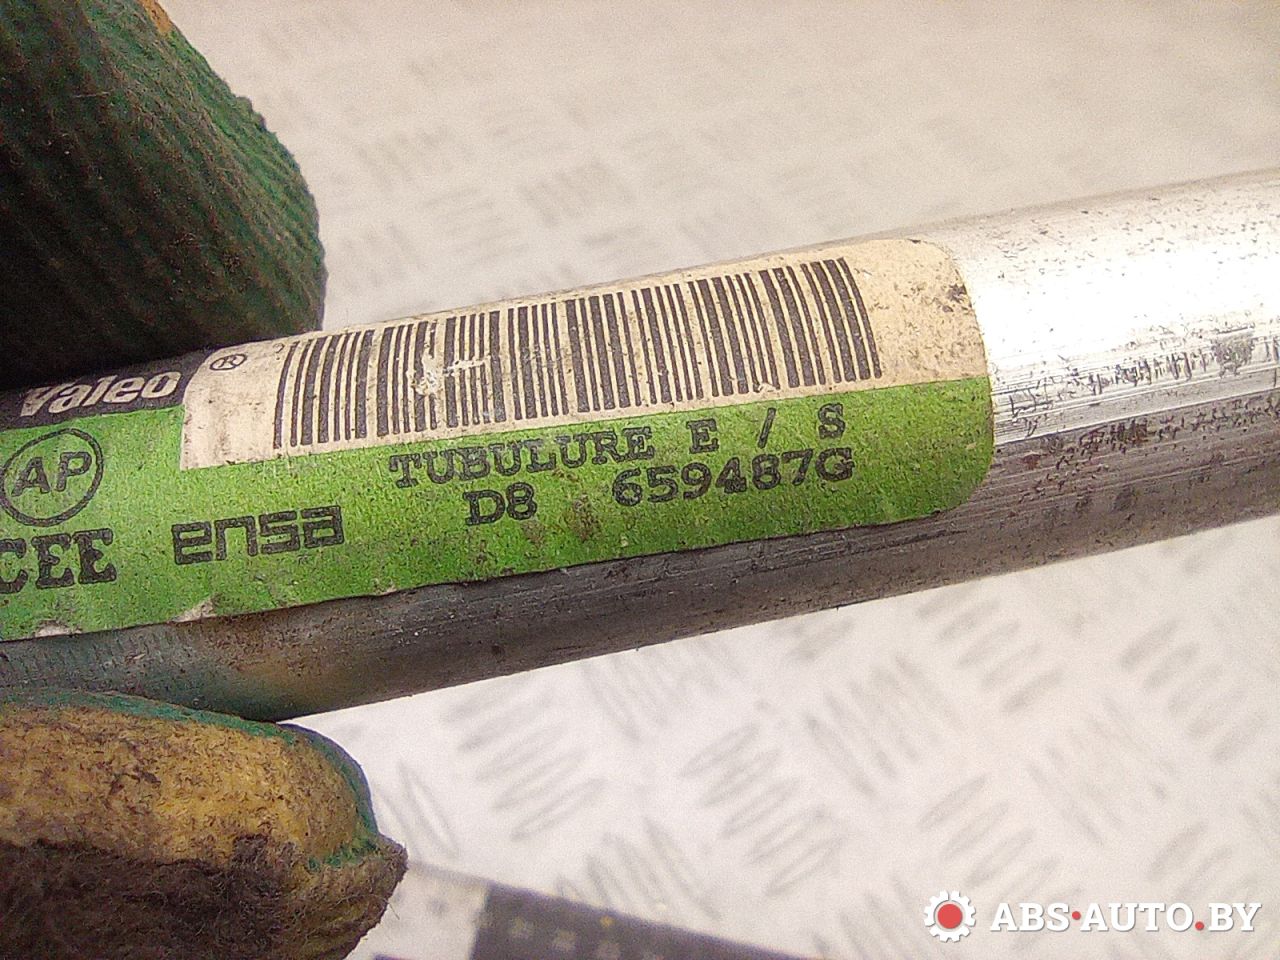 Valeo ®
AP
TUBULURE E / S
CEE ensa D8 659487G
ABS-AUTO.BY